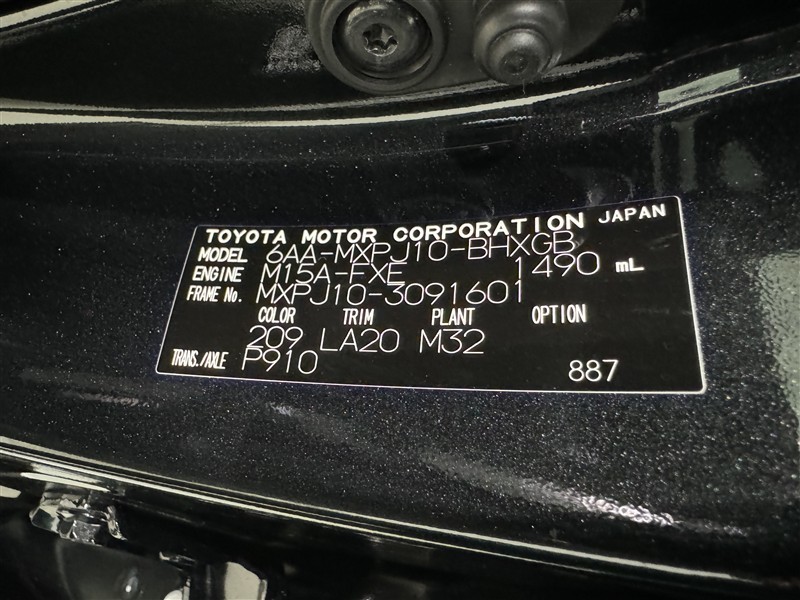 TOYOTA MOTOR CORPORATION JAPAN
MODEL 6AA-MXPJ10-BHXGB
ENGINE M15A-FXE 1490 mL
FRAME No. MXPJ10-3091601
COLOR TRIM PLANT OPTION
209 LA20 M32
TRANS./AXLE P910 887